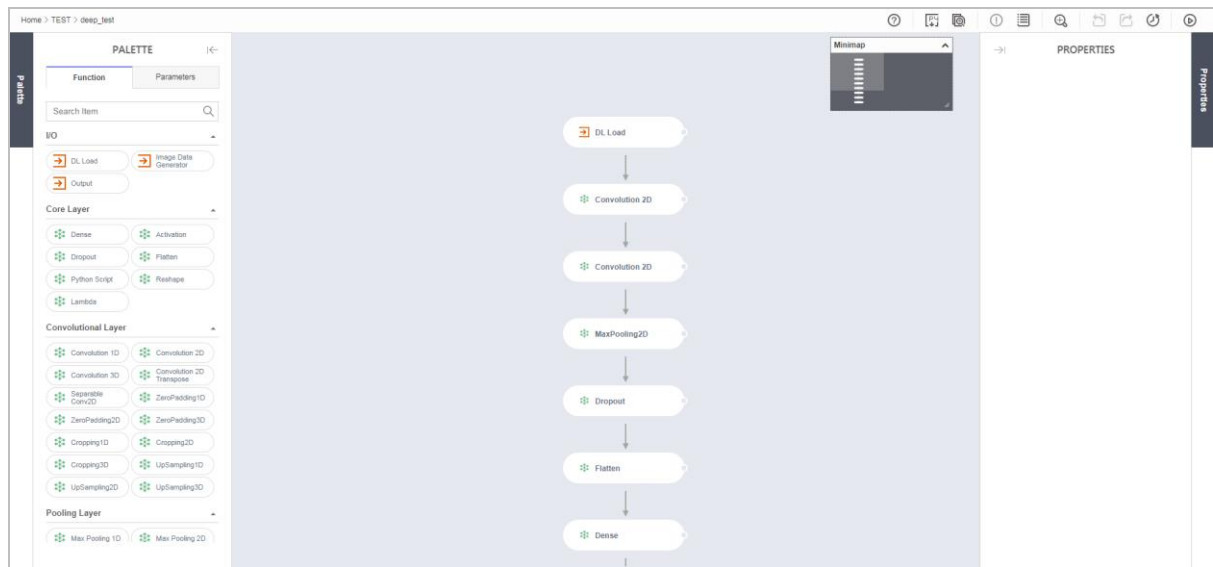 Home > TEST > deep_test
Palette
PALETTE
Function
Parameters
Search Item
I/O
DL Load
Image Data
Generator
Output
Core Layer
Dense
Activation
Dropout
Flatten
Python Script
Reshape
Lambda
Convolutional Layer
Convolution 1D
Convolution 2D
Convolution 3D
Convolution 2D
Transpose
Separable
Conv2D
ZeroPadding1D
ZeroPadding2D
ZeroPadding3D
Cropping1D
Cropping2D
Cropping3D
UpSampling1D
UpSampling2D
UpSampling3D
Pooling Layer
Max Pooling 1D
Max Pooling 2D
DL Load
Convolution 2D
Convolution 2D
MaxPooling2D
Dropout
Flatten
Dense
Minimap
PROPERTIES
Properties